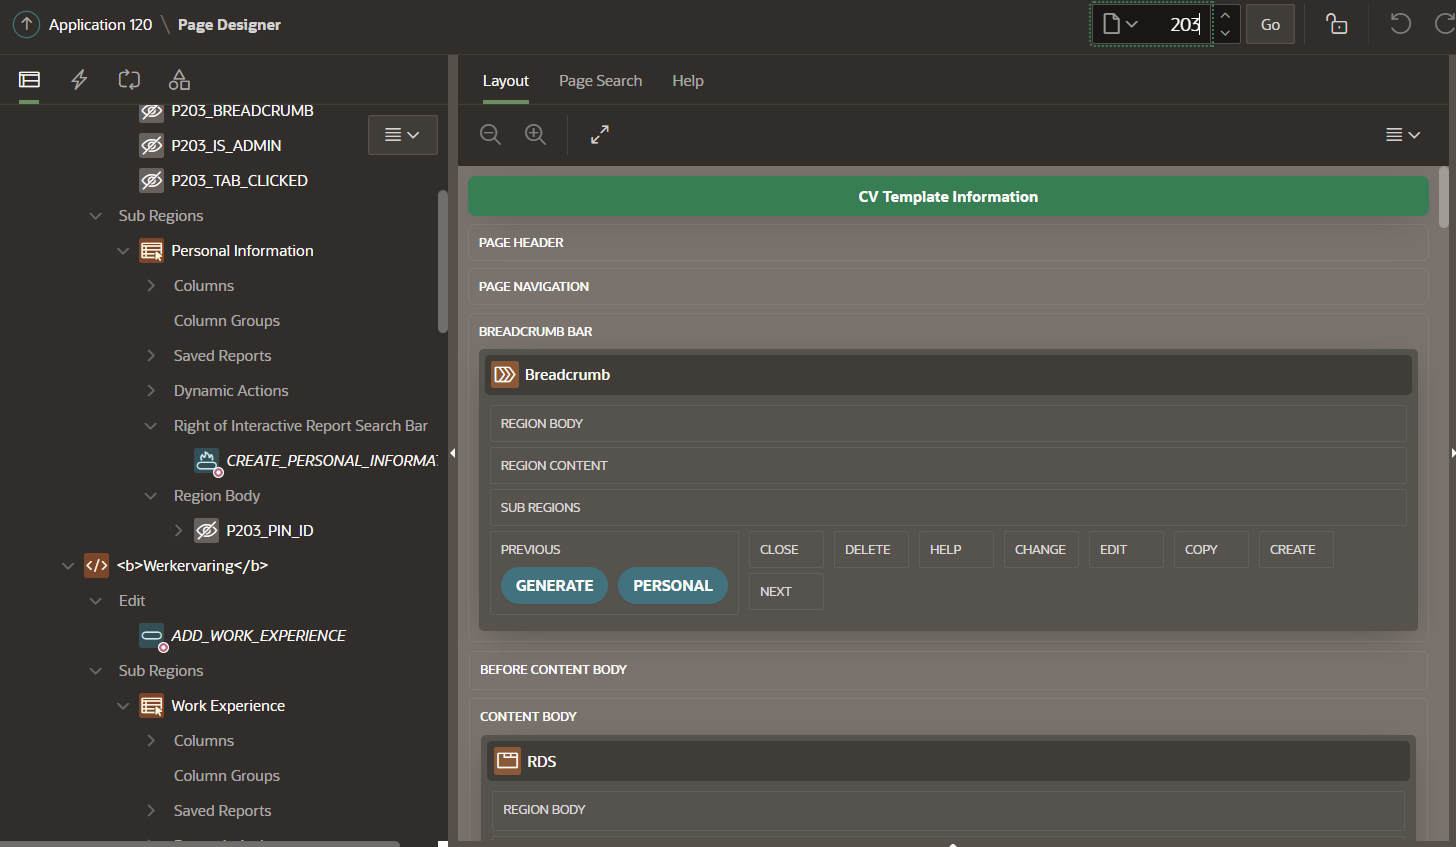 Application 120 \ Page Designer
203
Go
Layout Page Search Help
P203_BREADCRUMB
P203_IS_ADMIN
P203_TAB_CLICKED
Sub Regions
Personal Information
Columns
Column Groups
Saved Reports
Dynamic Actions
Right of Interactive Report Search Bar
CREATE_PERSONAL_INFORMA
Region Body
P203_PIN_ID
<b>Werkervaring</b>
Edit
ADD_WORK_EXPERIENCE
Sub Regions
Work Experience
Columns
Column Groups
Saved Reports
CV Template Information
PAGE HEADER
PAGE NAVIGATION
BREADCRUMB BAR
Breadcrumb
REGION BODY
REGION CONTENT
SUB REGIONS
PREVIOUS
GENERATE PERSONAL
CLOSE DELETE HELP CHANGE EDIT COPY CREATE
NEXT
BEFORE CONTENT BODY
CONTENT BODY
RDS
REGION BODY